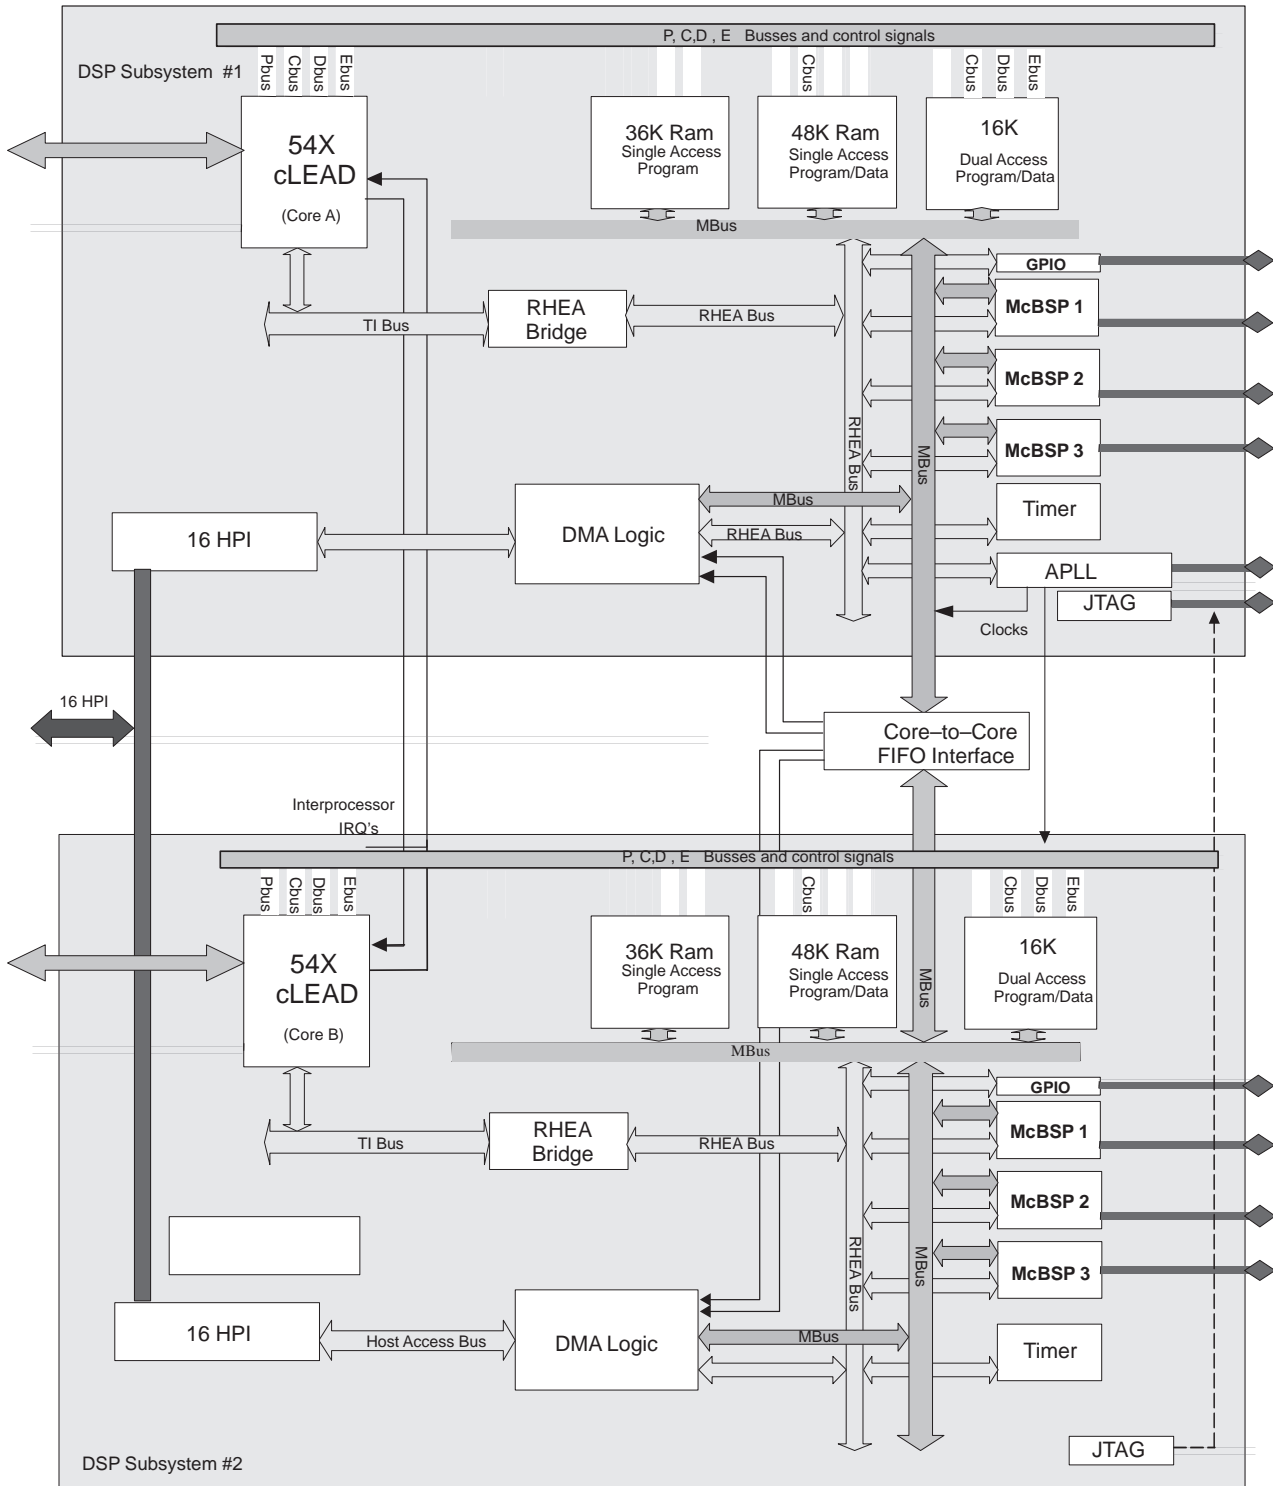 P, C,D , E Busses and control signals
DSP Subsystem #1
Pbus
Cbus
Dbus
Ebus
Cbus
Cbus
Dbus
Ebus
54X
cLEAD
(Core A)
36K Ram
Single Access
Program
48K Ram
Single Access
Program/Data
16K
Dual Access
Program/Data
MBus
GPIO
McBSP 1
RHEA
Bridge
TI Bus
RHEA Bus
McBSP 2
RHEA Bus
MBus
McBSP 3
MBus
Timer
16 HPI
DMA Logic
RHEA Bus
APLL
JTAG
Clocks
16 HPI
Core–to–Core
FIFO Interface
Interprocessor
IRQ's
P, C,D , E Busses and control signals
Pbus
Cbus
Dbus
Ebus
Cbus
Cbus
Dbus
Ebus
54X
cLEAD
(Core B)
36K Ram
Single Access
Program
48K Ram
Single Access
Program/Data
MBus
16K
Dual Access
Program/Data
MBus
GPIO
McBSP 1
RHEA
Bridge
TI Bus
RHEA Bus
McBSP 2
RHEA Bus
MBus
McBSP 3
16 HPI
Host Access Bus
DMA Logic
MBus
Timer
JTAG
DSP Subsystem #2